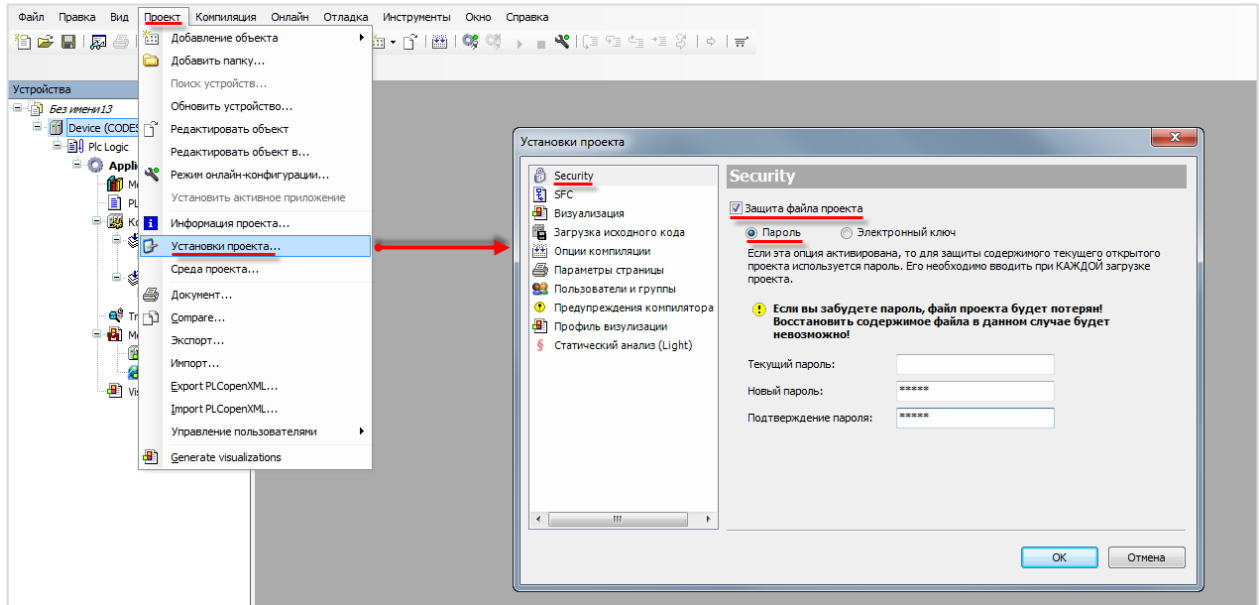 Файл Правка Вид Проект Компиляция Онлайн Отладка Инструменты Окно Справка
Устройства
Без имени13
Device (CODES
Plc Logic
Appli
PL
Ко
Tr
Vis
Добавление объекта
Добавить папку...
Поиск устройств...
Обновить устройство...
Редактировать объект
Редактировать объект в...
Режим онлайн-конфигурации...
Установить активное приложение
Информация проекта...
Установки проекта...
Среда проекта...
Документ...
Compare...
Экспорт...
Импорт...
Export PLCopenXML...
Import PLCopenXML...
Управление пользователями
Generate visualizations
Установки проекта
Security
SFC
Визуализация
Загрузка исходного кода
Опции компиляции
Параметры страницы
Пользователи и группы
Предупреждения компилятора
Профиль визулизации
Статический анализ (Light)
Security
Защита файла проекта
Пароль Электронный ключ
Если эта опция активирована, то для защиты содержимого текущего открытого
проекта используется пароль. Его необходимо вводить при КАЖДОЙ загрузке
проекта.
Если вы забудете пароль, файл проекта будет потерян!
Восстановить содержимое файла в данном случае будет
невозможно!
Текущий пароль:
Новый пароль: *****
Подтверждение пароля: *****
OK Отмена